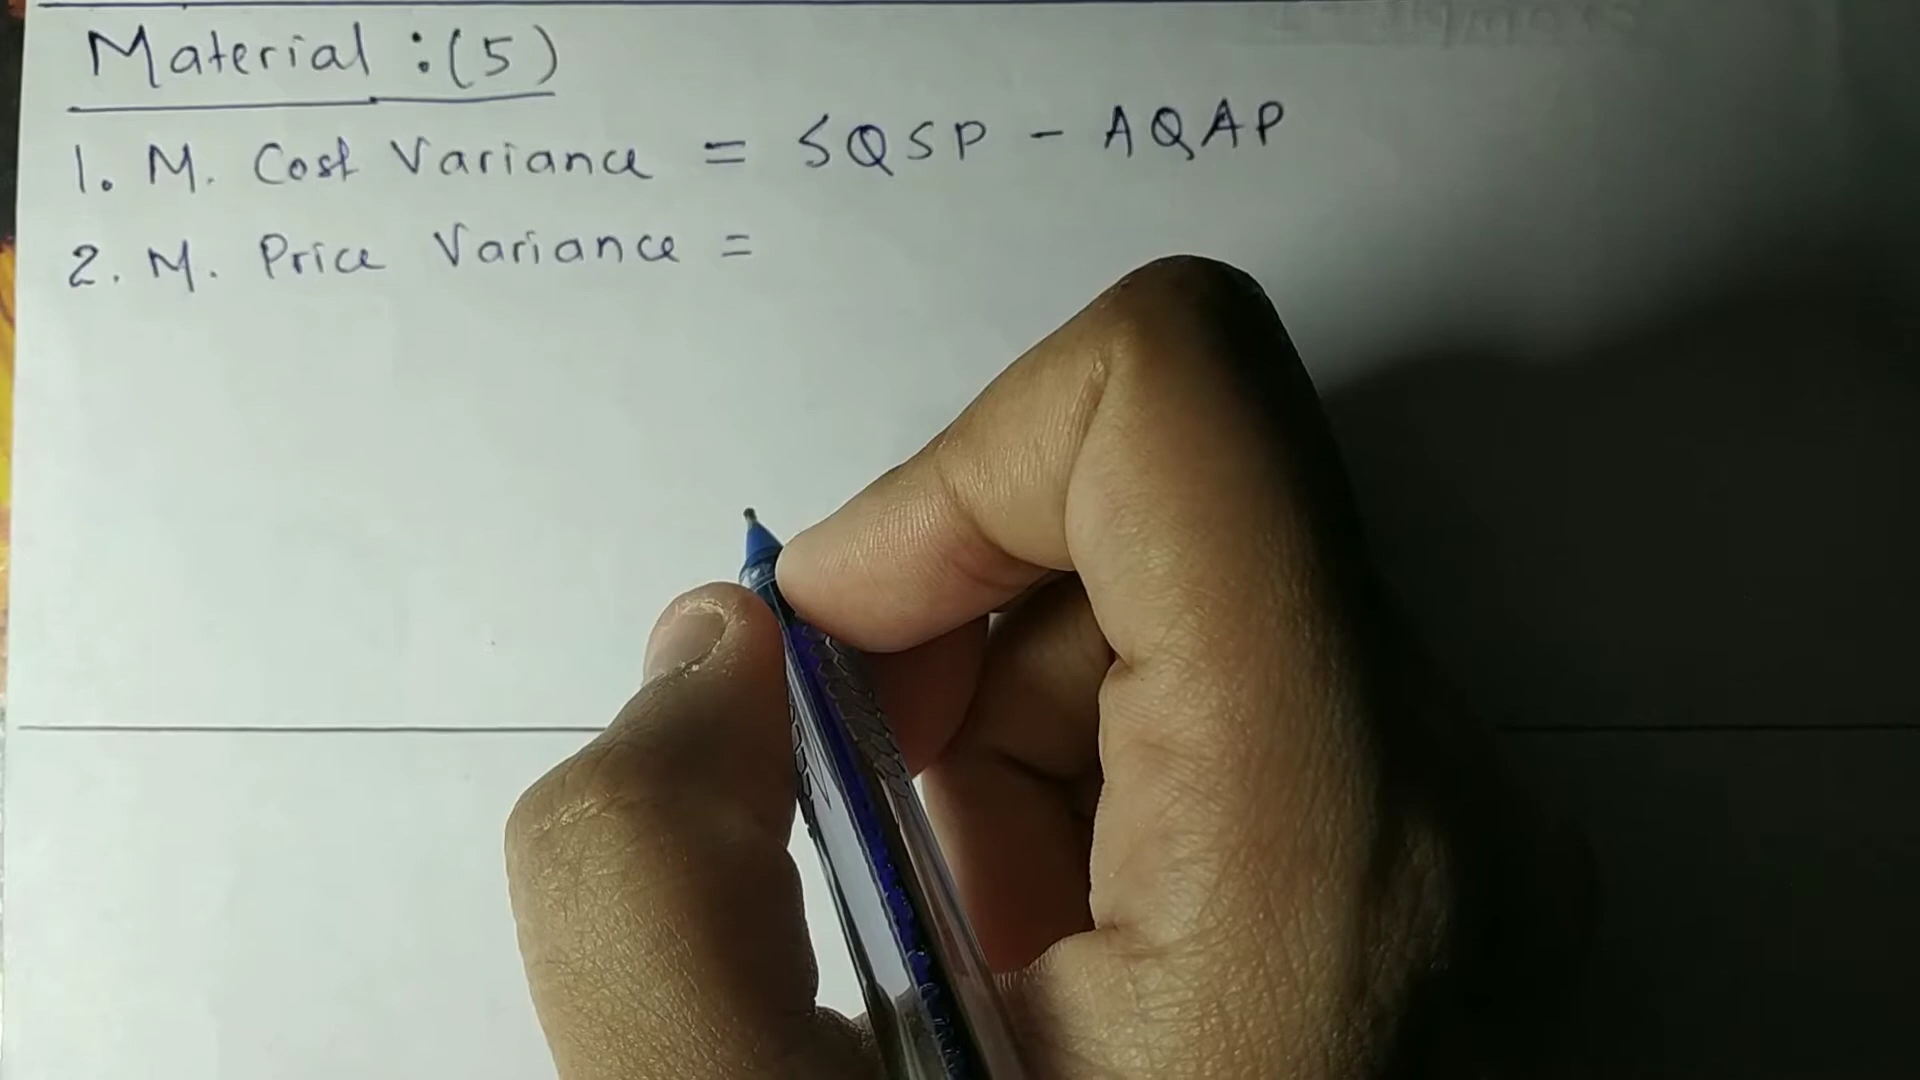 Material : (5)
1. M. Cost Variance = SQSP - AQAP
2. M. Price Variance =